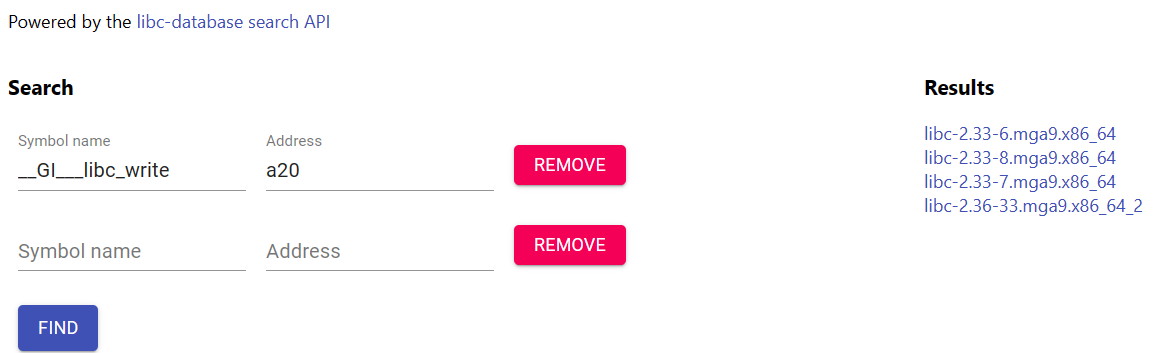 Powered by the libc-database search API
Search
Symbol name Address
__GI___libc_write a20 REMOVE
Symbol name Address REMOVE
FIND
Results
libc-2.33-6.mga9.x86_64
libc-2.33-8.mga9.x86_64
libc-2.33-7.mga9.x86_64
libc-2.36-33.mga9.x86_64_2